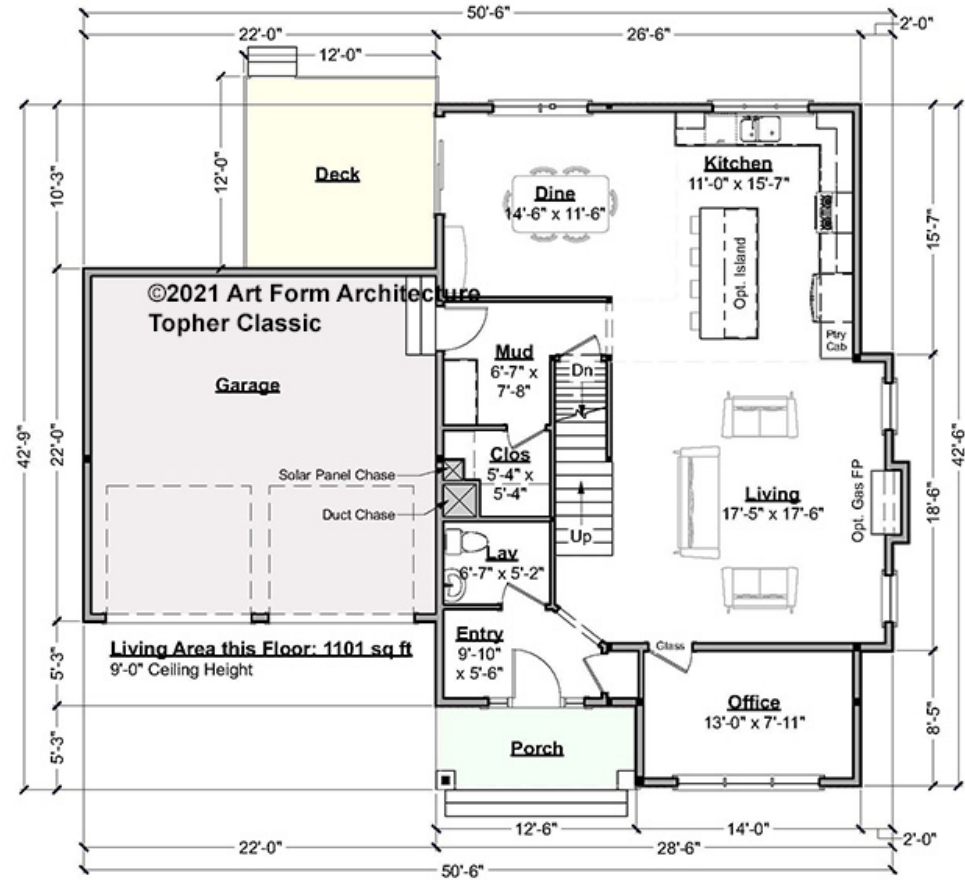 50'-6"
22'-0"
26'-6"
2'-0"
12'-0"
Deck
12'-0"
10'-3"
Dine
14'-6" x 11'-6"
Kitchen
11'-0" x 15'-7"
Opt. Island
15'-7"
Ptry
Cab
©2021 Art Form Architecture
Topher Classic
Garage
Mud
6'-7" x
7'-8"
Dn
42'-9"
22'-0"
Clos
5'-4" x
5'-4"
Solar Panel Chase
Duct Chase
Up
Living
17'-5" x 17'-6"
Opt. Gas FP
18'-6"
42'-6"
Lav
6'-7" x 5'-2"
Living Area this Floor: 1101 sq ft
9'-0" Ceiling Height
Entry
9'-10"
x 5'-6"
Glass
5'-3"
Office
13'-0" x 7'-11"
8'-5"
Porch
5'-3"
12'-6"
14'-0"
2'-0"
22'-0"
28'-6"
50'-6"